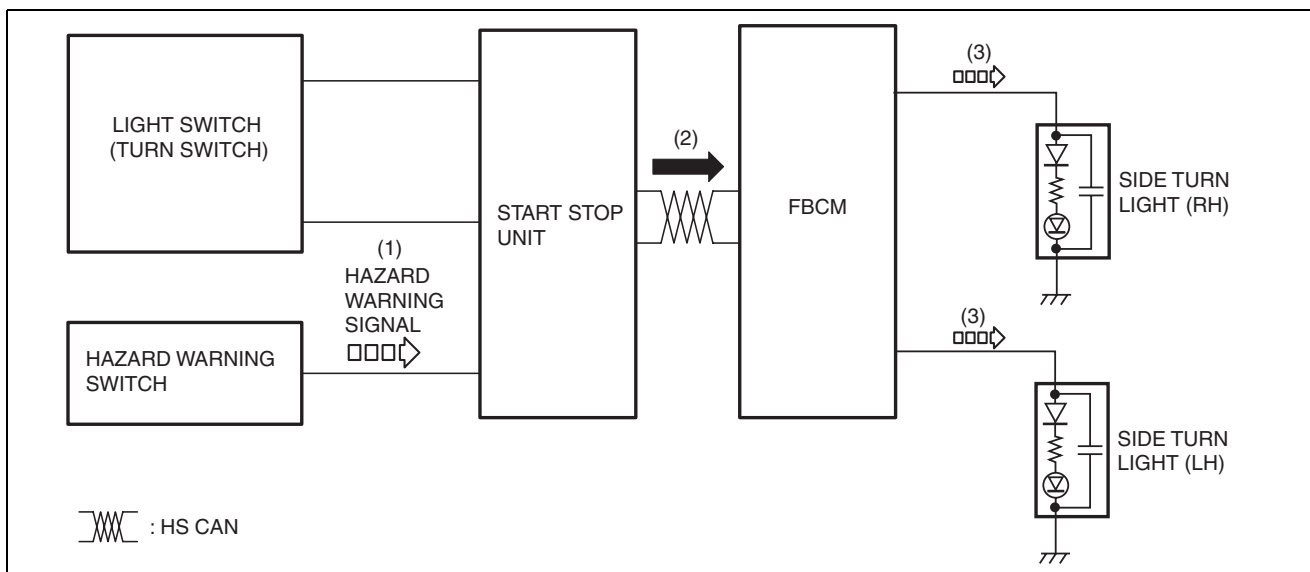 LIGHT SWITCH
(TURN SWITCH)
HAZARD WARNING
SWITCH
(1)
HAZARD
WARNING
SIGNAL
START STOP
UNIT
(2)
FBCM
(3)
SIDE TURN
LIGHT (RH)
(3)
SIDE TURN
LIGHT (LH)
: HS CAN